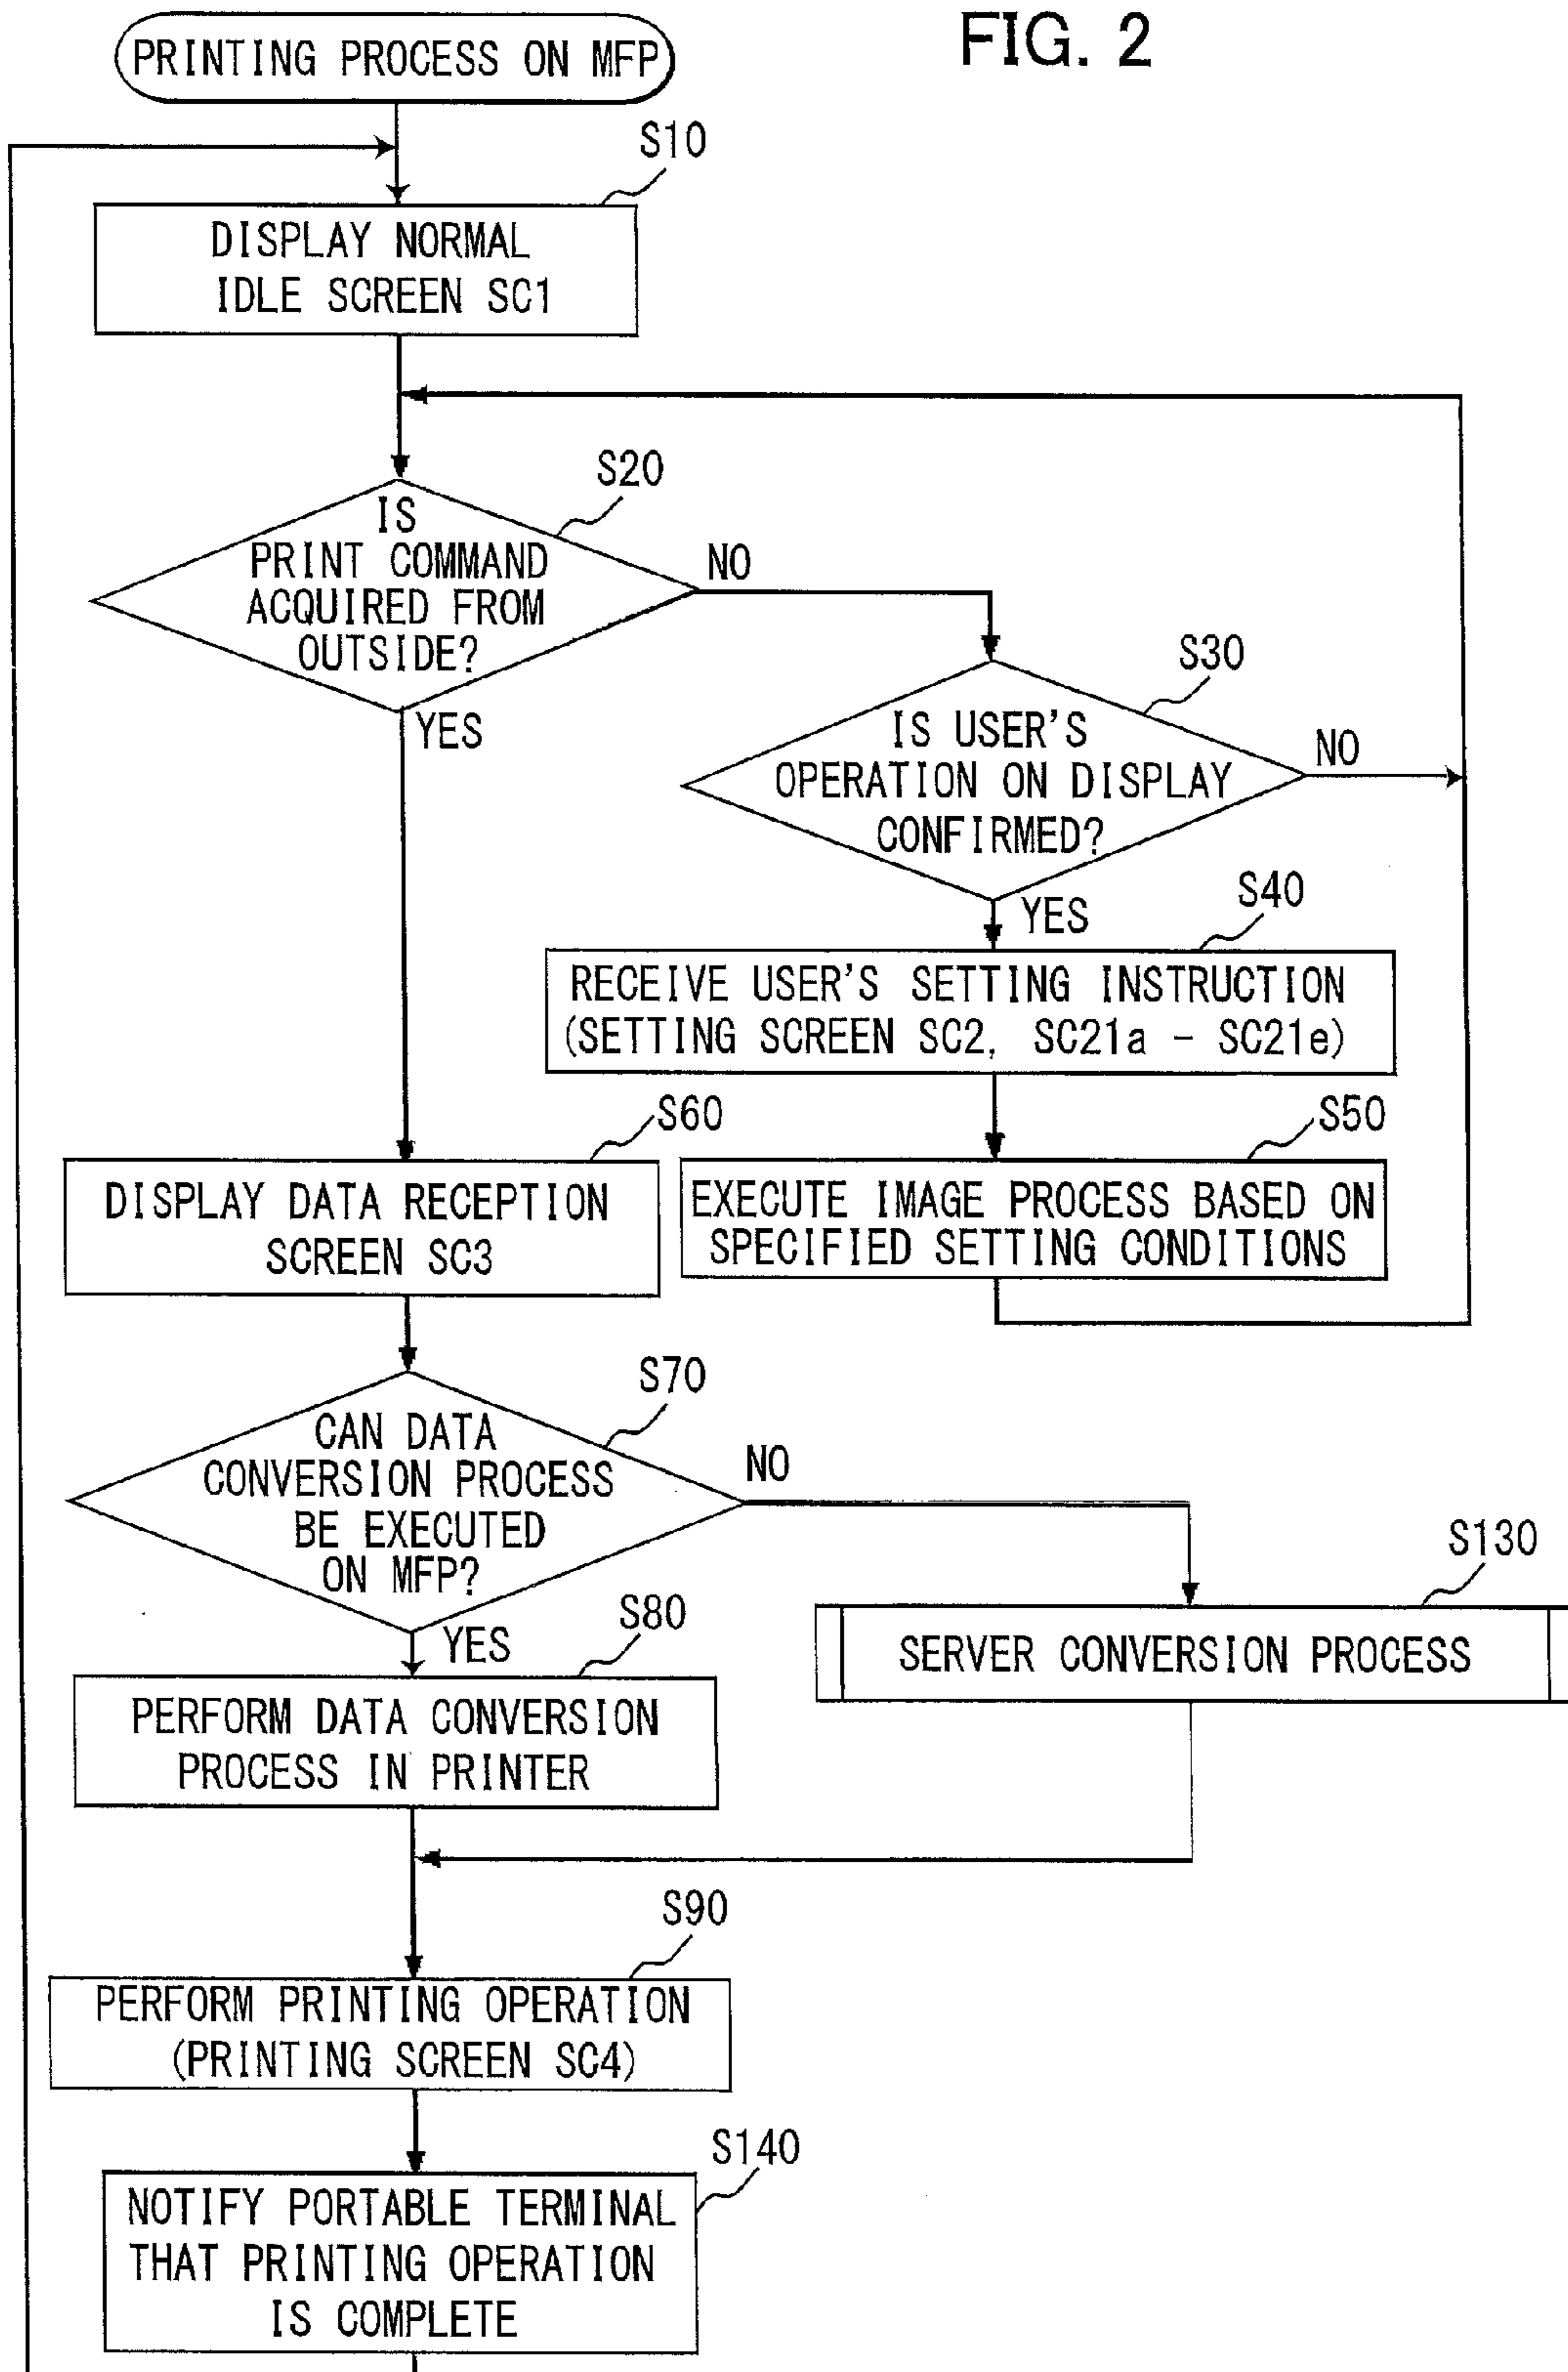 FIG. 2
PRINTING PROCESS ON MFP
S10
DISPLAY NORMAL
IDLE SCREEN SC1
S20
IS
PRINT COMMAND
ACQUIRED FROM
OUTSIDE?
NO
YES
S30
IS USER'S
OPERATION ON DISPLAY
CONFIRMED?
NO
YES
S40
RECEIVE USER'S SETTING INSTRUCTION
(SETTING SCREEN SC2, SC21a - SC21e)
S50
EXECUTE IMAGE PROCESS BASED ON
SPECIFIED SETTING CONDITIONS
S60
DISPLAY DATA RECEPTION
SCREEN SC3
S70
CAN DATA
CONVERSION PROCESS
BE EXECUTED
ON MFP?
NO
YES
S130
SERVER CONVERSION PROCESS
S80
PERFORM DATA CONVERSION
PROCESS IN PRINTER
S90
PERFORM PRINTING OPERATION
(PRINTING SCREEN SC4)
S140
NOTIFY PORTABLE TERMINAL
THAT PRINTING OPERATION
IS COMPLETE